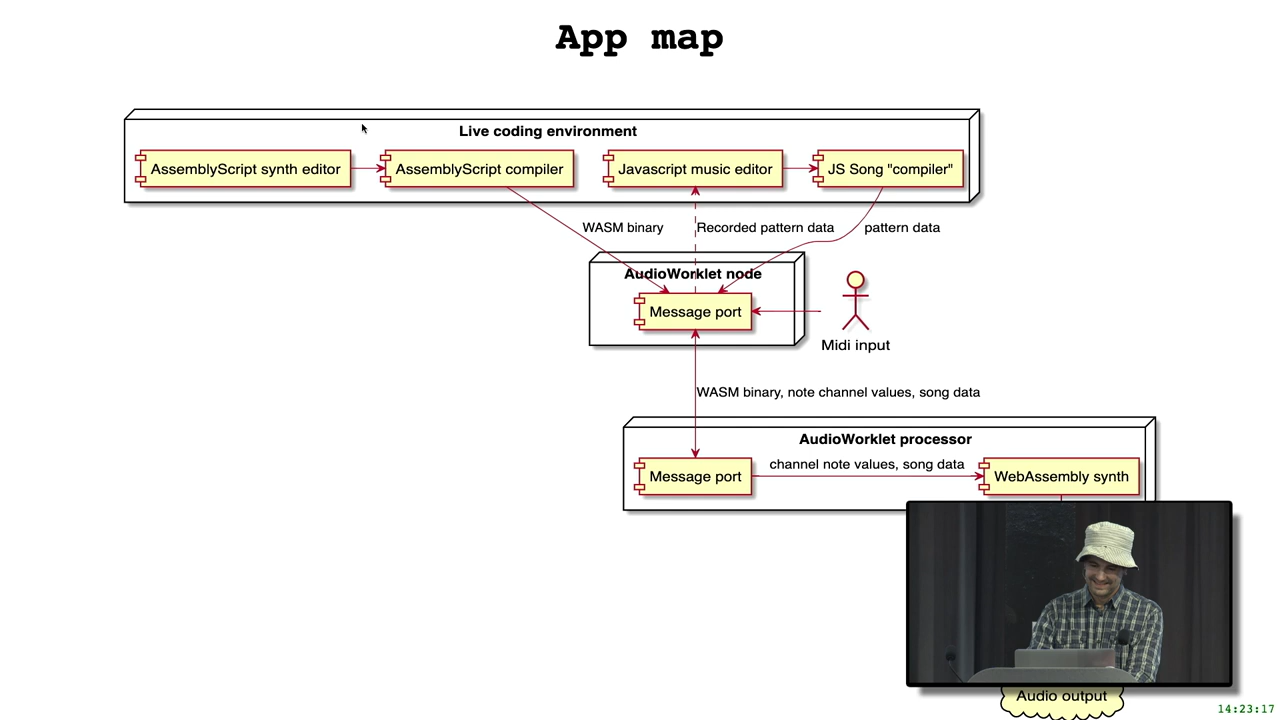 App map
Live coding environment
AssemblyScript synth editor
AssemblyScript compiler
Javascript music editor
JS Song "compiler"
WASM binary
Recorded pattern data
pattern data
AudioWorklet node
Message port
Midi input
WASM binary, note channel values, song data
AudioWorklet processor
channel note values, song data
Message port
WebAssembly synth
Audio output
14:23:17